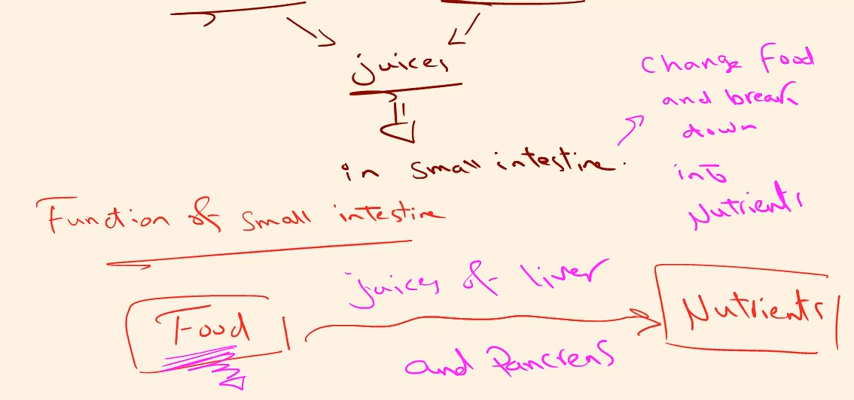 juices
in small intestine.
Change Food
and break
down
into
Nutrients
Function of small intestine
juices of liver
Food
Nutrients
and Pancreas